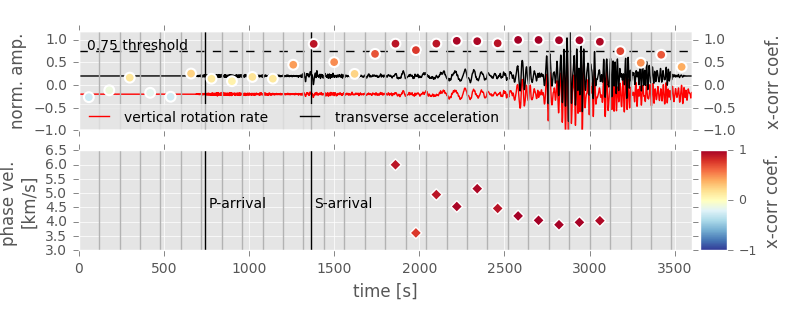 norm. amp.
1.0
0.5
0.0
−0.5
−1.0
0.75 threshold
vertical rotation rate
transverse acceleration
1.0
0.5
0.0
−0.5
−1.0
x-corr coef.
phase vel.
[km/s]
6.5
6.0
5.5
5.0
4.5
4.0
3.5
3.0
P-arrival
S-arrival
1
0
−1
x-corr coef.
0 500 1000 1500 2000 2500 3000 3500
time [s]